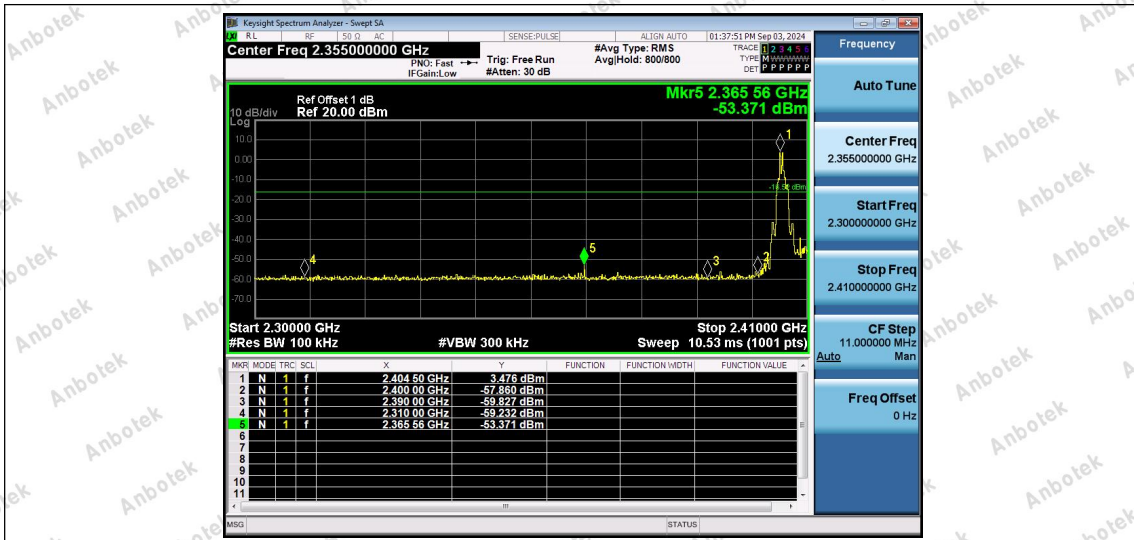 Keysight Spectrum Analyzer - Swept SA
RL RF 50 Ω AC SENSE:PULSE ALIGN AUTO 01:37:51 PM Sep 03, 2024
Center Freq 2.355000000 GHz
PNO: Fast
IFGain:Low
Trig: Free Run
#Atten: 30 dB
#Avg Type: RMS
Avg|Hold: 800/800
TRACE 1 2 3 4 5 6
TYPE M WWWWW
DET P P P P P P
Mkr5 2.365 56 GHz
-53.371 dBm
Ref Offset 1 dB
10 dB/div Ref 20.00 dBm
Log
10.0
0.00
-10.0
-20.0
-30.0
-40.0
-50.0
-60.0
-70.0
1
2
3
4
5
Start 2.30000 GHz Stop 2.41000 GHz
#Res BW 100 kHz #VBW 300 kHz Sweep 10.53 ms (1001 pts)
MKR MODE TRC SCL X Y FUNCTION FUNCTION WIDTH FUNCTION VALUE
1 N 1 f 2.404 50 GHz 3.476 dBm
2 N 1 f 2.400 00 GHz -57.860 dBm
3 N 1 f 2.390 00 GHz -59.827 dBm
4 N 1 f 2.310 00 GHz -59.232 dBm
5 N 1 f 2.365 56 GHz -53.371 dBm
6
7
8
9
10
11
MSG STATUS
Frequency
Auto Tune
Center Freq
2.355000000 GHz
Start Freq
2.300000000 GHz
Stop Freq
2.410000000 GHz
CF Step
11.000000 MHz
Auto Man
Freq Offset
0 Hz
Anbotek